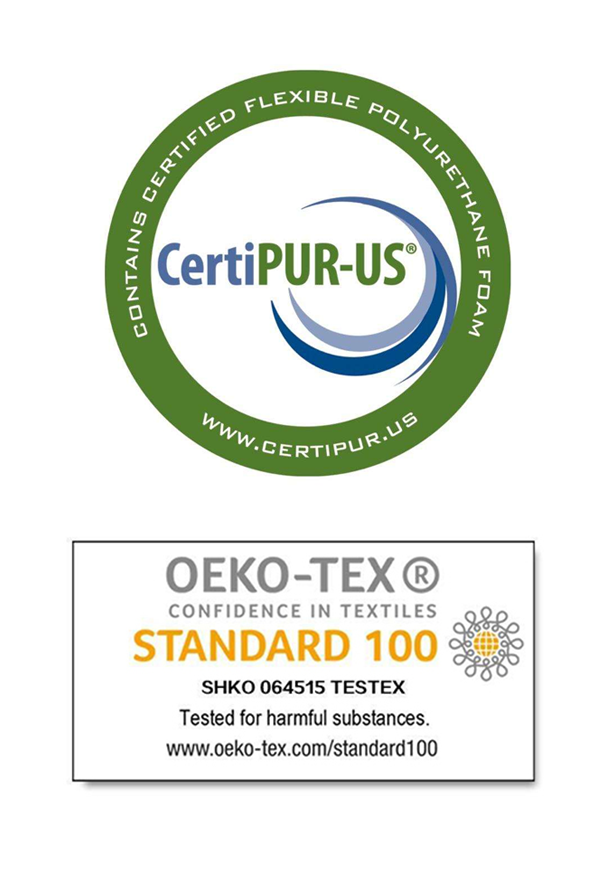 CONTAINS CERTIFIED FLEXIBLE POLYURETHANE FOAM
CertiPUR-US®
WWW.CERTIPUR.US
OEKO-TEX®
CONFIDENCE IN TEXTILES
STANDARD 100
SHKO 064515 TESTEX
Tested for harmful substances.
www.oeko-tex.com/standard100